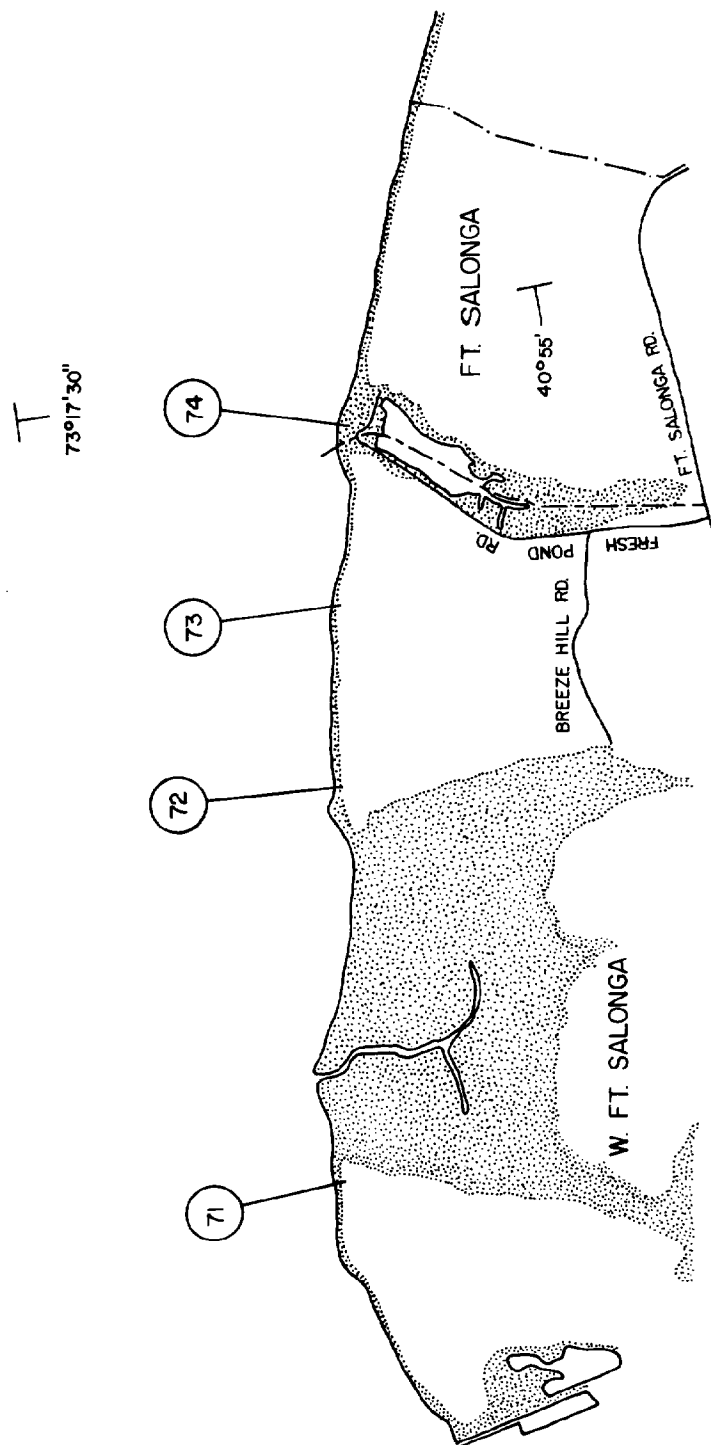 73°17'30"
71
72
73
74
W. FT. SALONGA
BREEZE HILL RD.
FRESH
POND
RD.
FT. SALONGA
40°55'
FT. SALONGA RD.